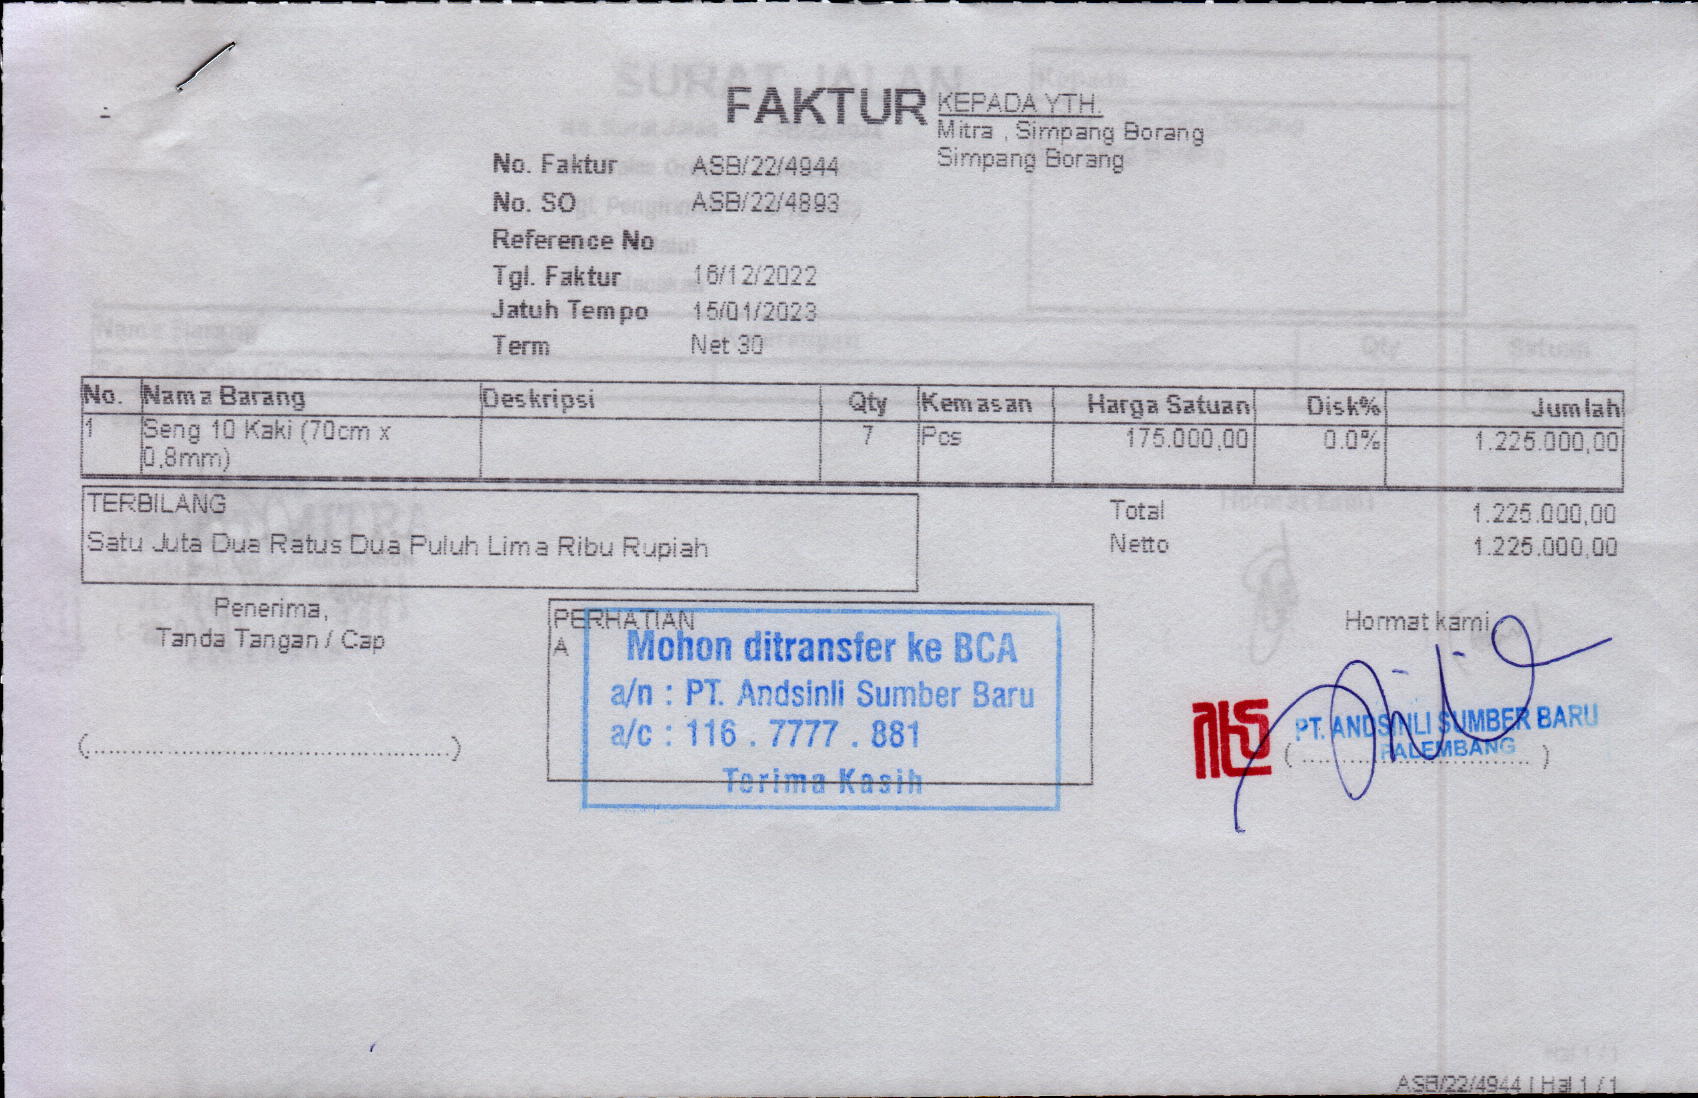 FAKTUR
KEPADA YTH.
Mitra , Simpang Borang
Simpang Borang
No. Faktur ASB/22/4944
No. SO ASB/22/4893
Reference No
Tgl. Faktur 16/12/2022
Jatuh Tempo 15/01/2023
Term Net 30
No. Nama Barang Deskripsi Qty Kemasan Harga Satuan Disk% Jumlah
1 Seng 10 Kaki (70cm x 7 Pcs 175.000,00 0.0% 1.225.000,00
0,8mm)
TERBILANG
Satu Juta Dua Ratus Dua Puluh Lima Ribu Rupiah
Total 1.225.000,00
Netto 1.225.000,00
Penerima,
Tanda Tangan / Cap
(.................................................)
PERHATIAN
A
Mohon ditransfer ke BCA
a/n : PT. Andsinli Sumber Baru
a/c : 116 . 7777 . 881
Terima Kasih
Hormat kami
PT. ANDSINLI SUMBER BARU
PALEMBANG
(...............................)
ASB/22/4944 | Hal 1 / 1